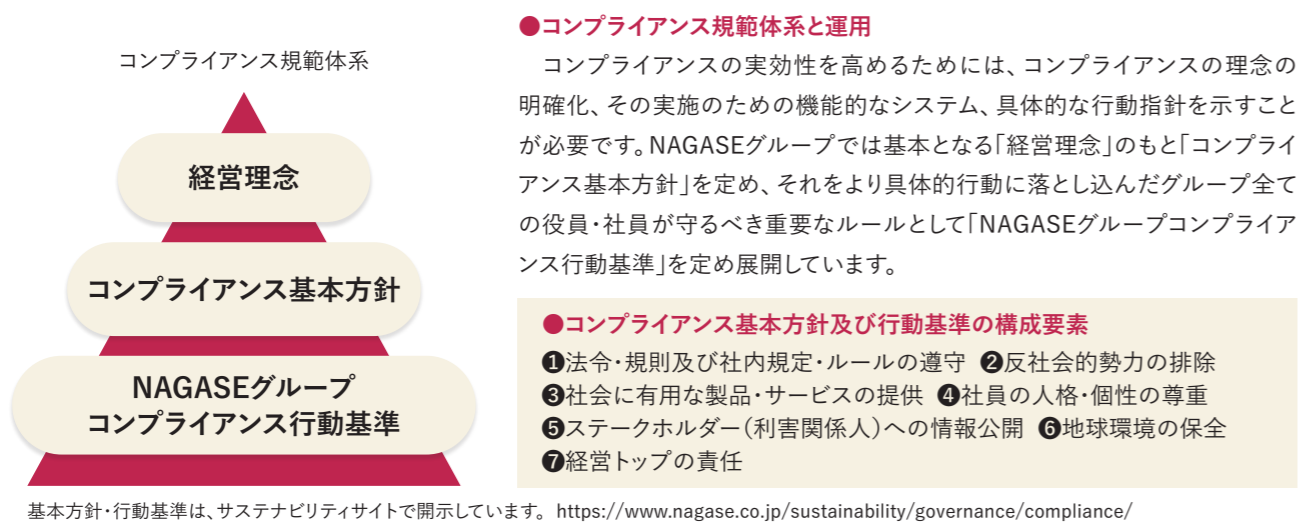 コンプライアンス規範体系
経営理念
コンプライアンス基本方針
NAGASEグループ
コンプライアンス行動基準
●コンプライアンス規範体系と運用
　コンプライアンスの実効性を高めるためには、コンプライアンスの理念の
明確化、その実施のための機能的なシステム、具体的な行動指針を示すこと
が必要です。NAGASEグループでは基本となる「経営理念」のもと「コンプライ
アンス基本方針」を定め、それをより具体的行動に落とし込んだグループ全て
の役員・社員が守るべき重要なルールとして「NAGASEグループコンプライア
ンス行動基準」を定め展開しています。
●コンプライアンス基本方針及び行動基準の構成要素
❶法令・規則及び社内規定・ルールの遵守 ❷反社会的勢力の排除
❸社会に有用な製品・サービスの提供 ❹社員の人格・個性の尊重
❺ステークホルダー（利害関係人）への情報公開 ❻地球環境の保全
❼経営トップの責任
基本方針・行動基準は、サステナビリティサイトで開示しています。 https://www.nagase.co.jp/sustainability/governance/compliance/